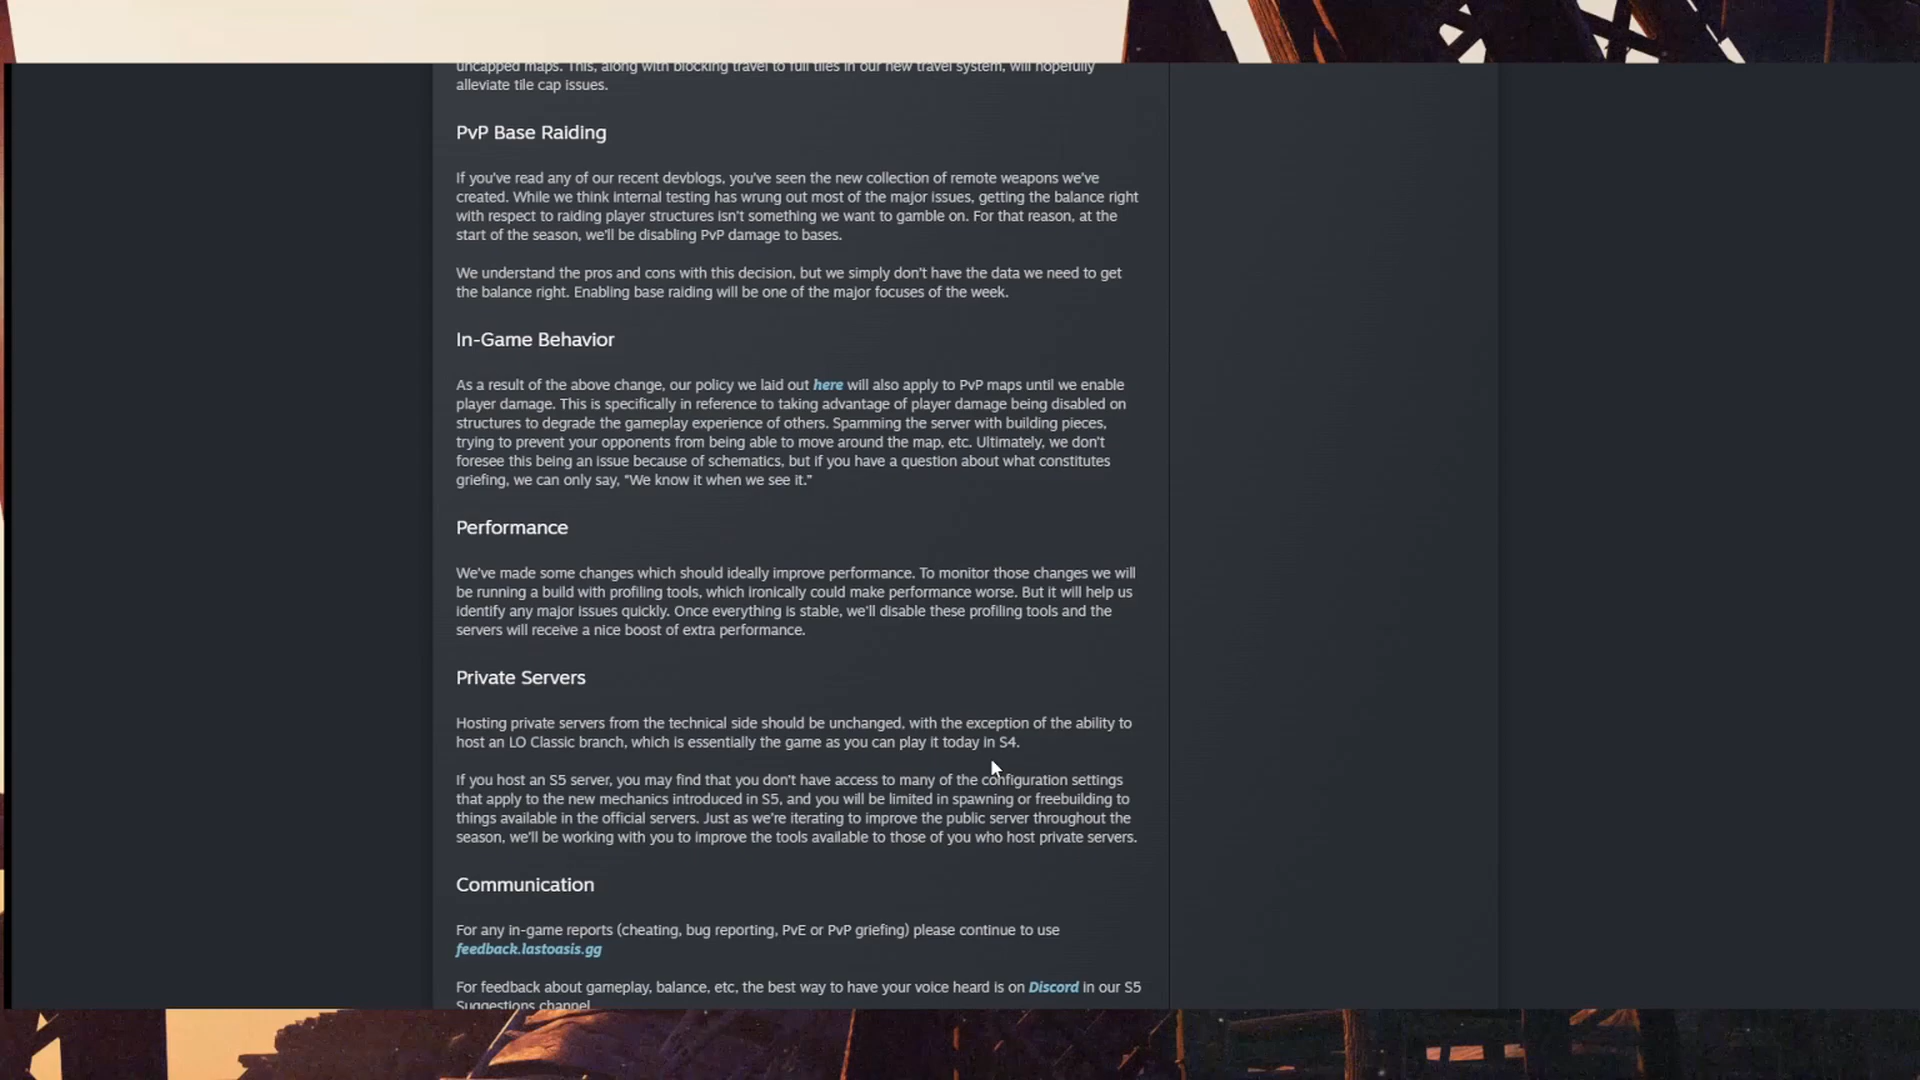 uncapped maps. This, along with blocking travel to full tiles in our new travel system, will hopefully
alleviate tile cap issues.
PvP Base Raiding
If you've read any of our recent devblogs, you've seen the new collection of remote weapons we've
created. While we think internal testing has wrung out most of the major issues, getting the balance right
with respect to raiding player structures isn't something we want to gamble on. For that reason, at the
start of the season, we'll be disabling PvP damage to bases.
We understand the pros and cons with this decision, but we simply don't have the data we need to get
the balance right. Enabling base raiding will be one of the major focuses of the week.
In-Game Behavior
As a result of the above change, our policy we laid out here will also apply to PvP maps until we enable
player damage. This is specifically in reference to taking advantage of player damage being disabled on
structures to degrade the gameplay experience of others. Spamming the server with building pieces,
trying to prevent your opponents from being able to move around the map, etc. Ultimately, we don't
foresee this being an issue because of schematics, but if you have a question about what constitutes
griefing, we can only say, "We know it when we see it."
Performance
We've made some changes which should ideally improve performance. To monitor those changes we will
be running a build with profiling tools, which ironically could make performance worse. But it will help us
identify any major issues quickly. Once everything is stable, we'll disable these profiling tools and the
servers will receive a nice boost of extra performance.
Private Servers
Hosting private servers from the technical side should be unchanged, with the exception of the ability to
host an LO Classic branch, which is essentially the game as you can play it today in S4.
If you host an S5 server, you may find that you don't have access to many of the configuration settings
that apply to the new mechanics introduced in S5, and you will be limited in spawning or freebuilding to
things available in the official servers. Just as we're iterating to improve the public server throughout the
season, we'll be working with you to improve the tools available to those of you who host private servers.
Communication
For any in-game reports (cheating, bug reporting, PvE or PvP griefing) please continue to use
feedback.lastoasis.gg
For feedback about gameplay, balance, etc, the best way to have your voice heard is on Discord in our S5
Suggestions channel